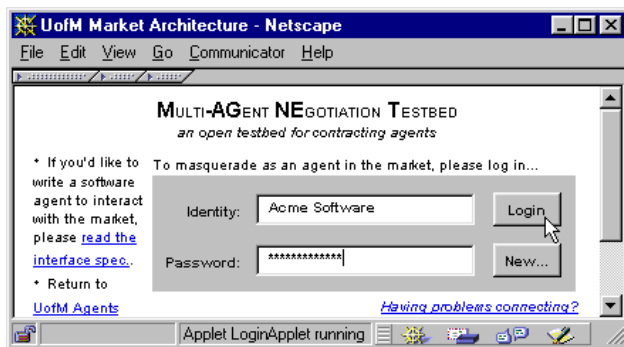 UofM Market Architecture - Netscape
File Edit View Go Communicator Help
MULTI-AGENT NEGOTIATION TESTBED
an open testbed for contracting agents
* If you'd like to
write a software
agent to interact
with the market,
please read the
interface spec..
* Return to
UofM Agents
To masquerade as an agent in the market, please log in...
Identity: Acme Software Login
Password: ************* New...
Having problems connecting?
Applet LoginApplet running